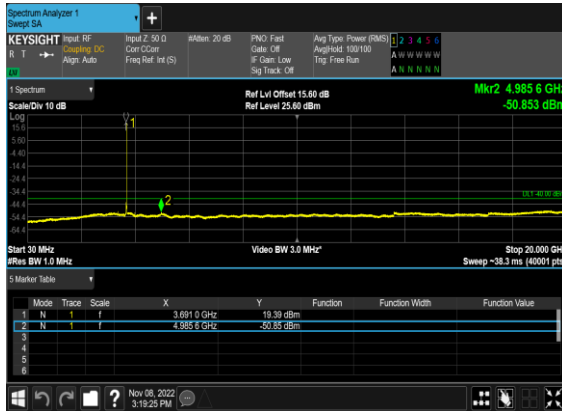 Spectrum Analyzer 1
Swept SA
+
KEYSIGHT Input: RF Input Z: 50 Ω #Atten: 20 dB PNO: Fast Avg Type: Power (RMS) 1 2 3 4 5 6
R T Coupling: DC Corr CCorr Gate: Off Avg|Hold: 100/100 A W W W W W
Align: Auto Freq Ref: Int (S) IF Gain: Low Trig: Free Run
Sig Track: Off A N N N N N
1 Spectrum Ref Lvl Offset 15.60 dB Mkr2 4.985 6 GHz
Scale/Div 10 dB Ref Level 25.60 dBm -50.853 dBm
Log
15.6
5.60
-4.40
-14.4
-24.4
-34.4
-44.4
-54.4
-64.4
1
2
DL1 -40.00 dBm
Start 30 MHz Video BW 3.0 MHz* Stop 20.000 GHz
#Res BW 1.0 MHz Sweep ~38.3 ms (40001 pts)
5 Marker Table
Mode Trace Scale X Y Function Function Width Function Value
1 N 1 f 3.691 0 GHz 19.39 dBm
2 N 1 f 4.985 6 GHz -50.85 dBm
3
4
5
6
? Nov 08, 2022
3:19:25 PM